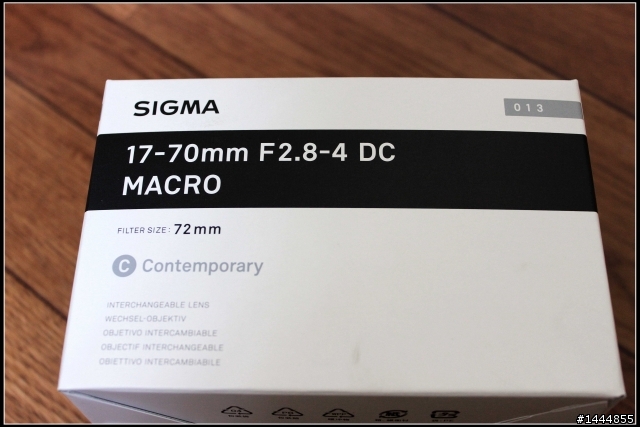 SIGMA
013
17-70mm F2.8-4 DC
MACRO
FILTER SIZE: 72mm
C Contemporary
INTERCHANGEABLE LENS
WECHSEL-OBJEKTIV
OBJETIVO INTERCAMBIABLE
OBJECTIF INTERCHANGEABLE
OBIETTIVO INTERCAMBIABILE
#1444855